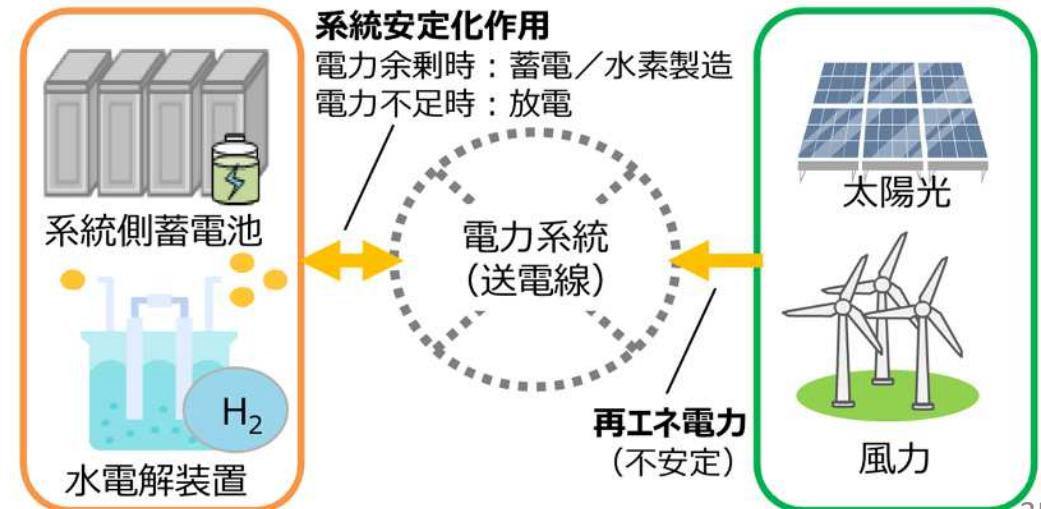 系統安定化作用
電力余剰時：蓄電／水素製造
電力不足時：放電
系統側蓄電池
H₂
水電解装置
電力系統
（送電線）
再エネ電力
（不安定）
太陽光
風力